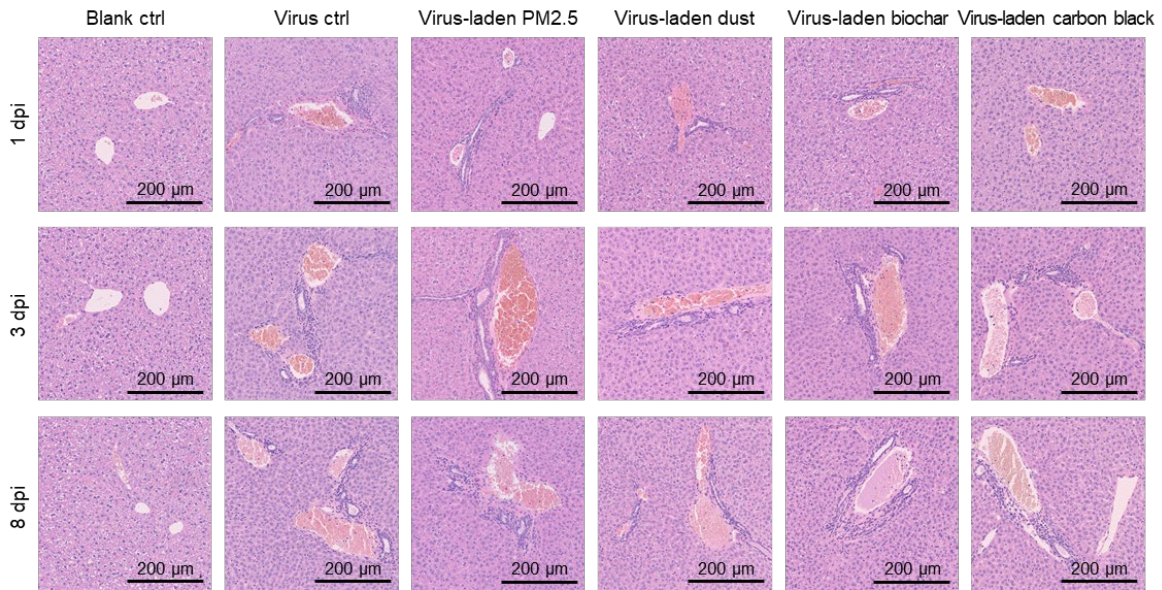 Blank ctrl
Virus ctrl
Virus-laden PM2.5
Virus-laden dust
Virus-laden biochar
Virus-laden carbon black
1 dpi
200 µm
200 µm
200 µm
200 µm
200 µm
200 µm
3 dpi
200 µm
200 µm
200 µm
200 µm
200 µm
200 µm
8 dpi
200 µm
200 µm
200 µm
200 µm
200 µm
200 µm